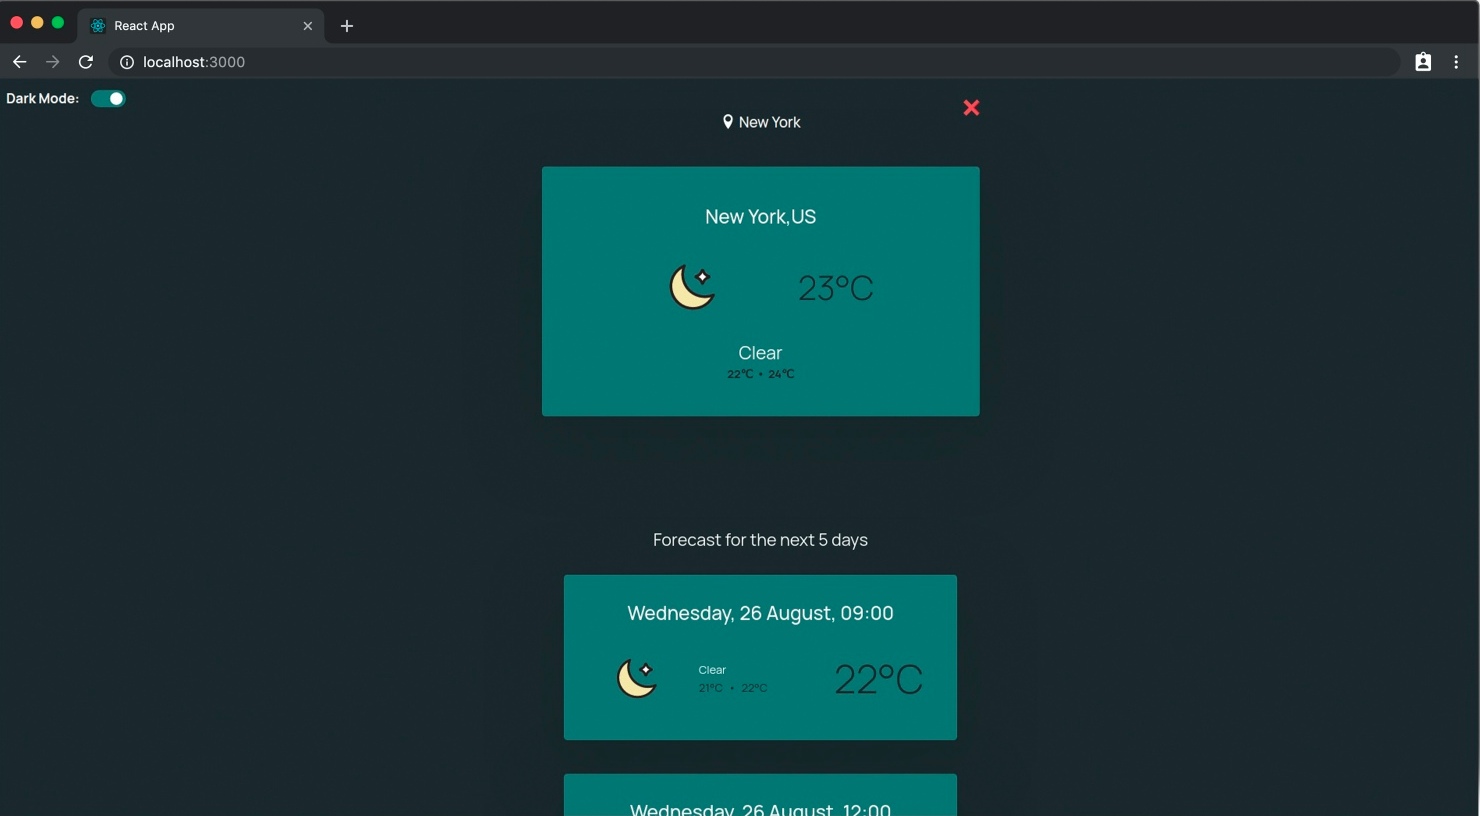 React App
localhost:3000
Dark Mode:
New York
New York,US
23°C
Clear
22°C • 24°C
Forecast for the next 5 days
Wednesday, 26 August, 09:00
Clear
21°C • 22°C
22°C
Wednesday, 26 August, 12:00